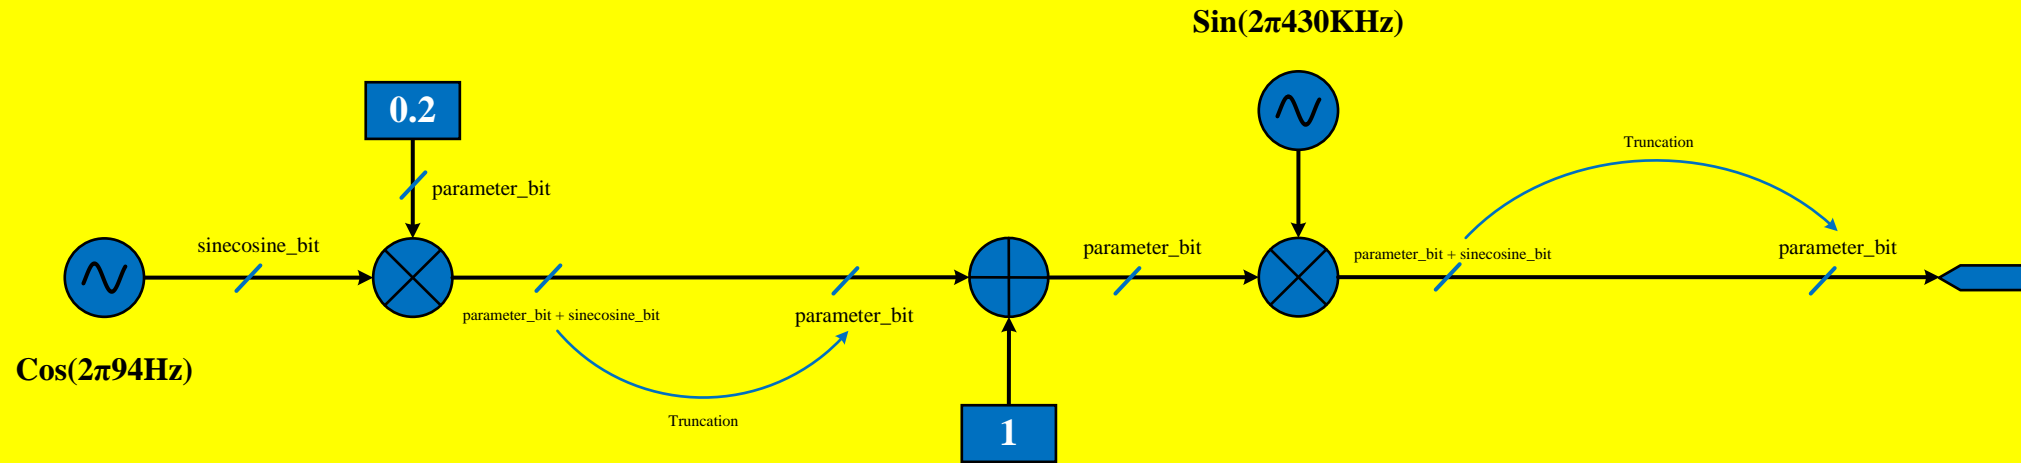 Sin(2π430KHz)
0.2
Truncation
parameter_bit
sinecosine_bit
parameter_bit
parameter_bit + sinecosine_bit
parameter_bit
parameter_bit + sinecosine_bit
parameter_bit
Cos(2π94Hz)
Truncation
1